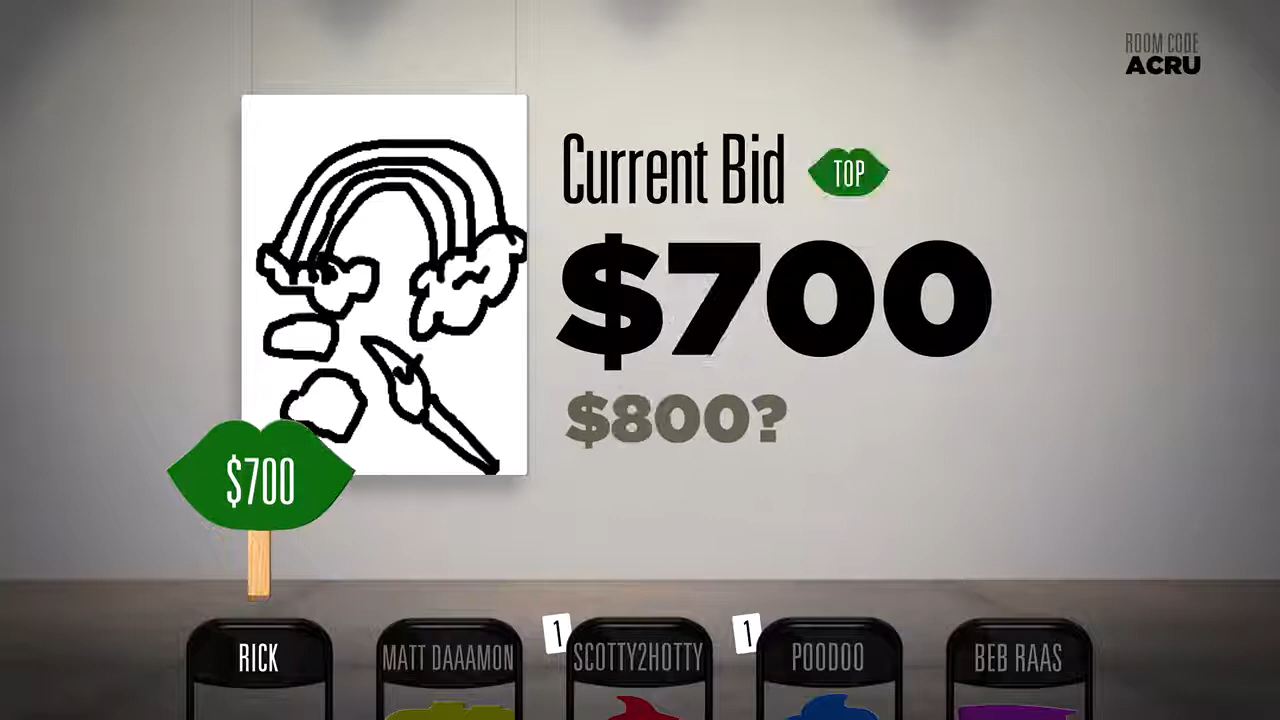 ROOM CODE
ACRU
Current Bid TOP
$700
$800?
$700
RICK
MATT DAAAMON
1 SCOTTY2HOTTY
1 POODOO
BEB RAAS